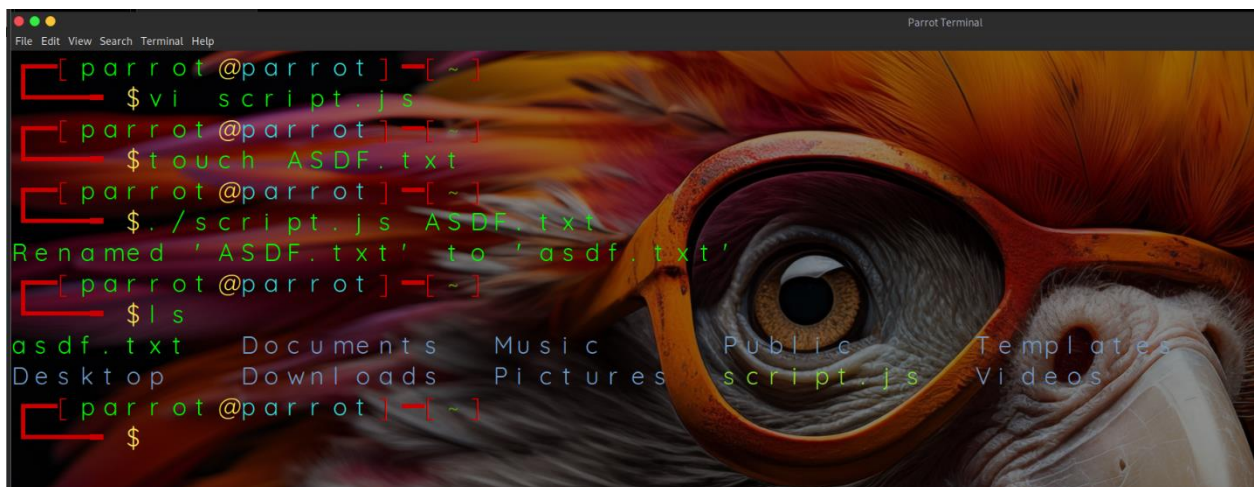 Parrot Terminal
File Edit View Search Terminal Help
[parrot@parrot]─[~]
$vi script.js
[parrot@parrot]─[~]
$touch ASDF.txt
[parrot@parrot]─[~]
$./script.js ASDF.txt
Renamed 'ASDF.txt' to 'asdf.txt'
[parrot@parrot]─[~]
$ls
asdf.txt Documents Music Public Templates
Desktop Downloads Pictures script.js Videos
[parrot@parrot]─[~]
$